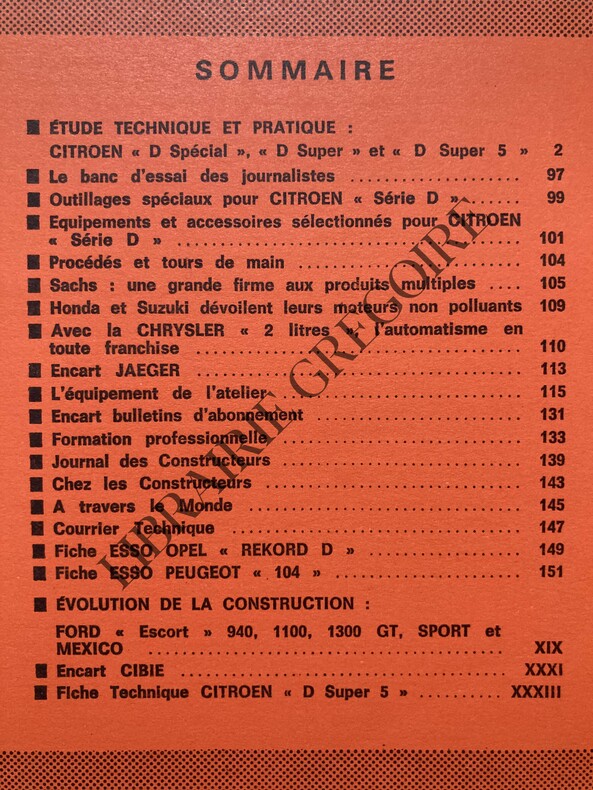 SOMMAIRE
■ ÉTUDE TECHNIQUE ET PRATIQUE :
CITROEN « D Spécial », « D Super » et « D Super 5 » 2
■ Le banc d'essai des journalistes .................... 97
■ Outillages spéciaux pour CITROEN « Série D » ....... 99
■ Equipements et accessoires sélectionnés pour CITROEN
« Série D » .................... 101
■ Procédés et tours de main .................... 104
■ Sachs : une grande firme aux produits multiples .... 105
■ Honda et Suzuki dévoilent leurs moteurs non polluants 109
■ Avec la CHRYSLER « 2 litres », l'automatisme en
toute franchise .................... 110
■ Encart JAEGER .................... 113
■ L'équipement de l'atelier .................... 115
■ Encart bulletins d'abonnement .................... 131
■ Formation professionnelle .................... 133
■ Journal des Constructeurs .................... 139
■ Chez les Constructeurs .................... 143
■ A travers le Monde .................... 145
■ Courrier Technique .................... 147
■ Fiche ESSO OPEL « REKORD D » .................... 149
■ Fiche ESSO PEUGEOT « 104 » .................... 151
■ ÉVOLUTION DE LA CONSTRUCTION :
FORD « Escort » 940, 1100, 1300 GT, SPORT et
MEXICO .................... XIX
■ Encart CIBIE .................... XXXI
■ Fiche Technique CITROEN « D Super 5 » .......... XXXIII
LIBRAIRIE GREGOIRE